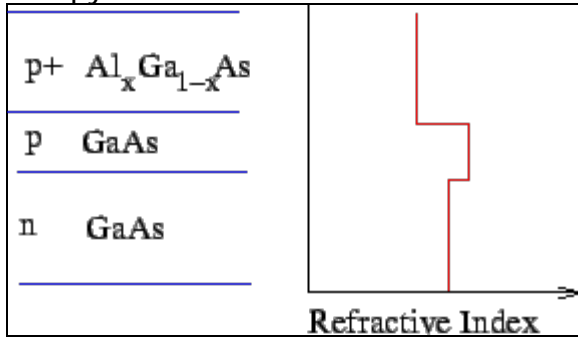 p+ AlₓGa₁₋ₓAs
p GaAs
n GaAs
Refractive Index